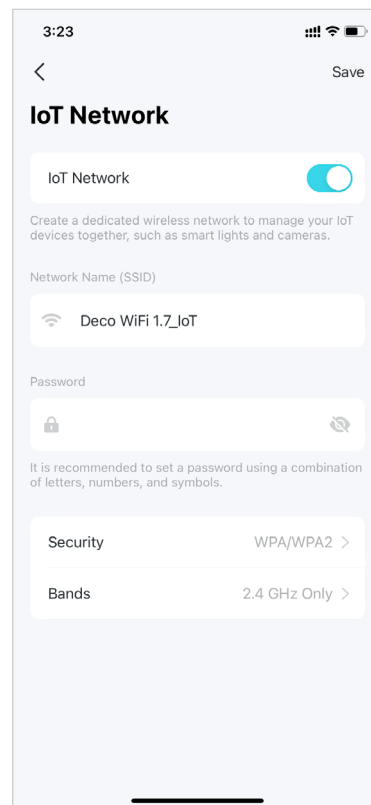 3:23
Save
IoT Network
IoT Network
Create a dedicated wireless network to manage your IoT
devices together, such as smart lights and cameras.
Network Name (SSID)
Deco WiFi 1.7_IoT
Password
It is recommended to set a password using a combination
of letters, numbers, and symbols.
Security WPA/WPA2
Bands 2.4 GHz Only